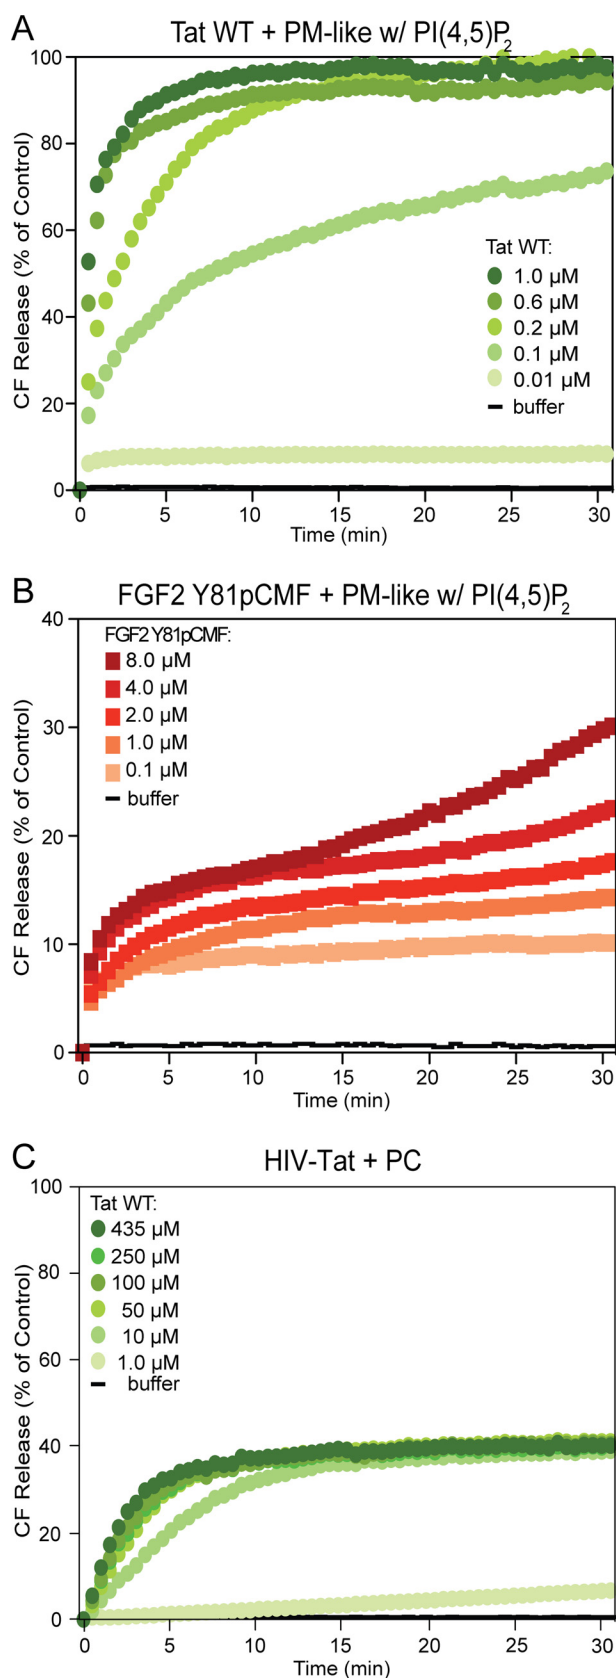 A
Tat WT + PM-like w/ PI(4,5)P2
100
80
60
40
20
0
CF Release (% of Control)
Tat WT:
1.0 µM
0.6 µM
0.2 µM
0.1 µM
0.01 µM
buffer
0 5 10 15 20 25 30
Time (min)
B
FGF2 Y81pCMF + PM-like w/ PI(4,5)P2
40
30
20
10
0
CF Release (% of Control)
FGF2 Y81pCMF:
8.0 µM
4.0 µM
2.0 µM
1.0 µM
0.1 µM
buffer
0 5 10 15 20 25 30
Time (min)
C
HIV-Tat + PC
100
80
60
40
20
0
CF Release (% of Control)
Tat WT:
435 µM
250 µM
100 µM
50 µM
10 µM
1.0 µM
buffer
0 5 10 15 20 25 30
Time (min)